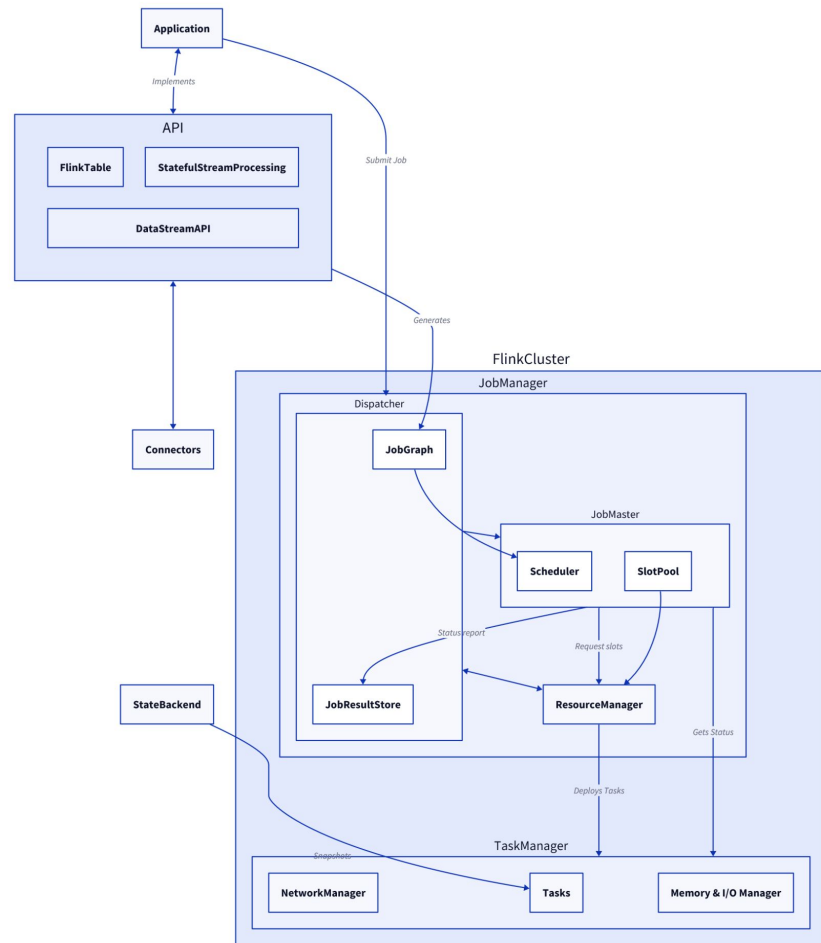 Application
Implements
API
FlinkTable
StatefulStreamProcessing
Submit Job
DataStreamAPI
Generates
FlinkCluster
JobManager
Dispatcher
Connectors
JobGraph
JobMaster
Scheduler
SlotPool
Status report
Request slots
StateBackend
JobResultStore
ResourceManager
Gets Status
Deploys Tasks
TaskManager
Snapshots
NetworkManager
Tasks
Memory & I/O Manager